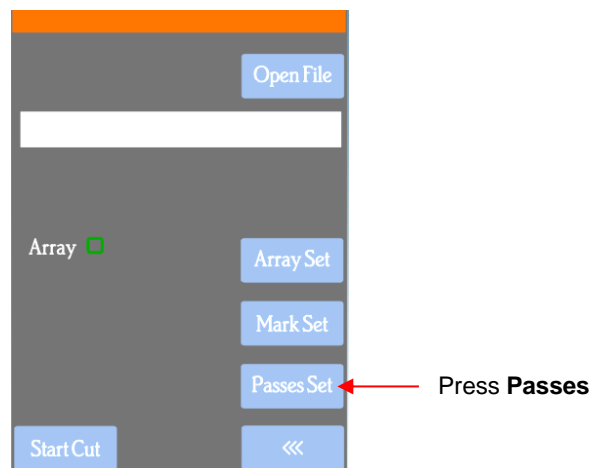 Open File
Array
Array Set
Mark Set
Passes Set
Press Passes
Start Cut
<<<